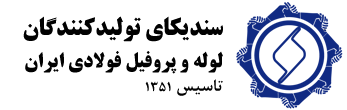 سندیکای تولیدکنندگان
لوله و پروفیل فولادی ایران
تاسیس ۱۳۵۱